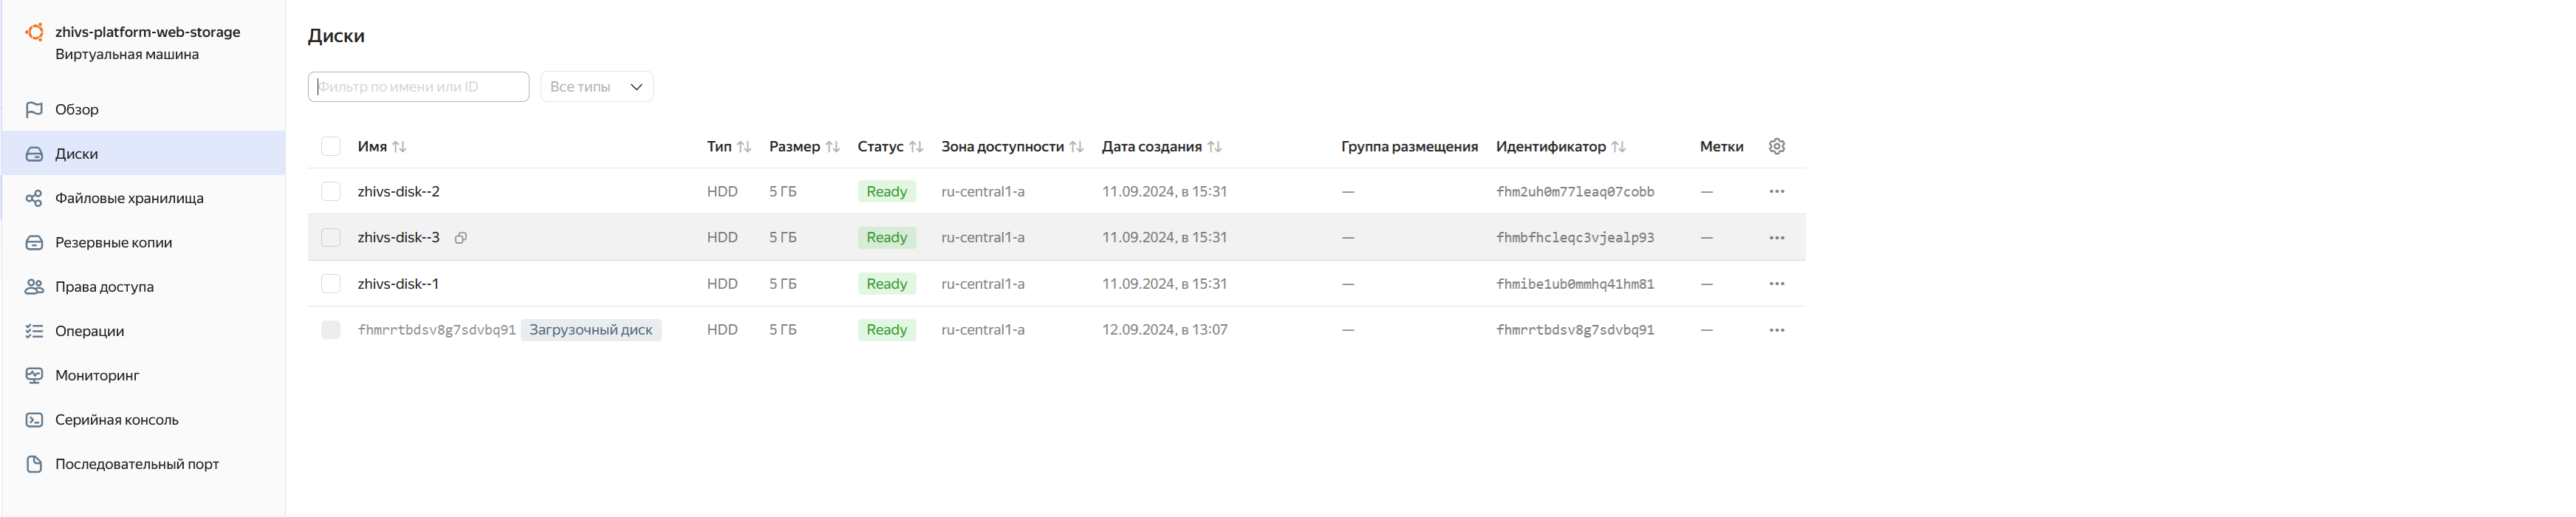 zhivs-platform-web-storage
Виртуальная машина
Обзор
Диски
Файловые хранилища
Резервные копии
Права доступа
Операции
Мониторинг
Серийная консоль
Последовательный порт
Диски
Фильтр по имени или ID Все типы
Имя Тип Размер Статус Зона доступности Дата создания Группа размещения Идентификатор Метки
zhivs-disk--2 HDD 5 ГБ Ready ru-central1-a 11.09.2024, в 15:31 — fhm2uh0m77leaq07cobb —
zhivs-disk--3 HDD 5 ГБ Ready ru-central1-a 11.09.2024, в 15:31 — fhmbfhcleqc3vjealp93 —
zhivs-disk--1 HDD 5 ГБ Ready ru-central1-a 11.09.2024, в 15:31 — fhmibe1ub0mmhq41hm81 —
fhmrrtbdsv8g7sdvbq91 Загрузочный диск HDD 5 ГБ Ready ru-central1-a 12.09.2024, в 13:07 — fhmrrtbdsv8g7sdvbq91 —